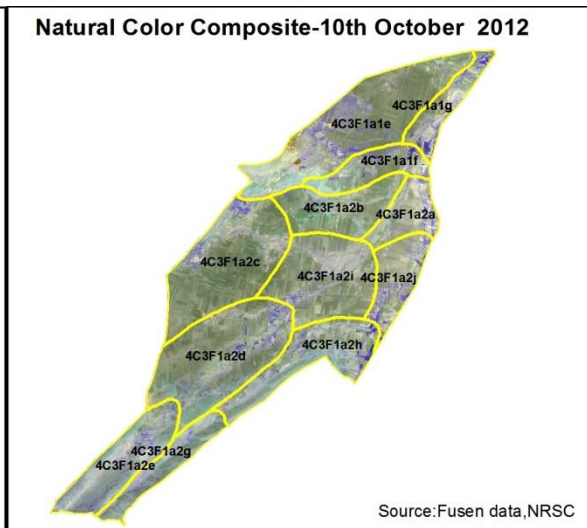 Natural Color Composite-10th October 2012
4C3F1a1g
4C3F1a1e
4C3F1a1f
4C3F1a2b
4C3F1a2a
4C3F1a2c
4C3F1a2i
4C3F1a2j
4C3F1a2h
4C3F1a2d
4C3F1a2g
4C3F1a2e
Source:Fusen data,NRSC